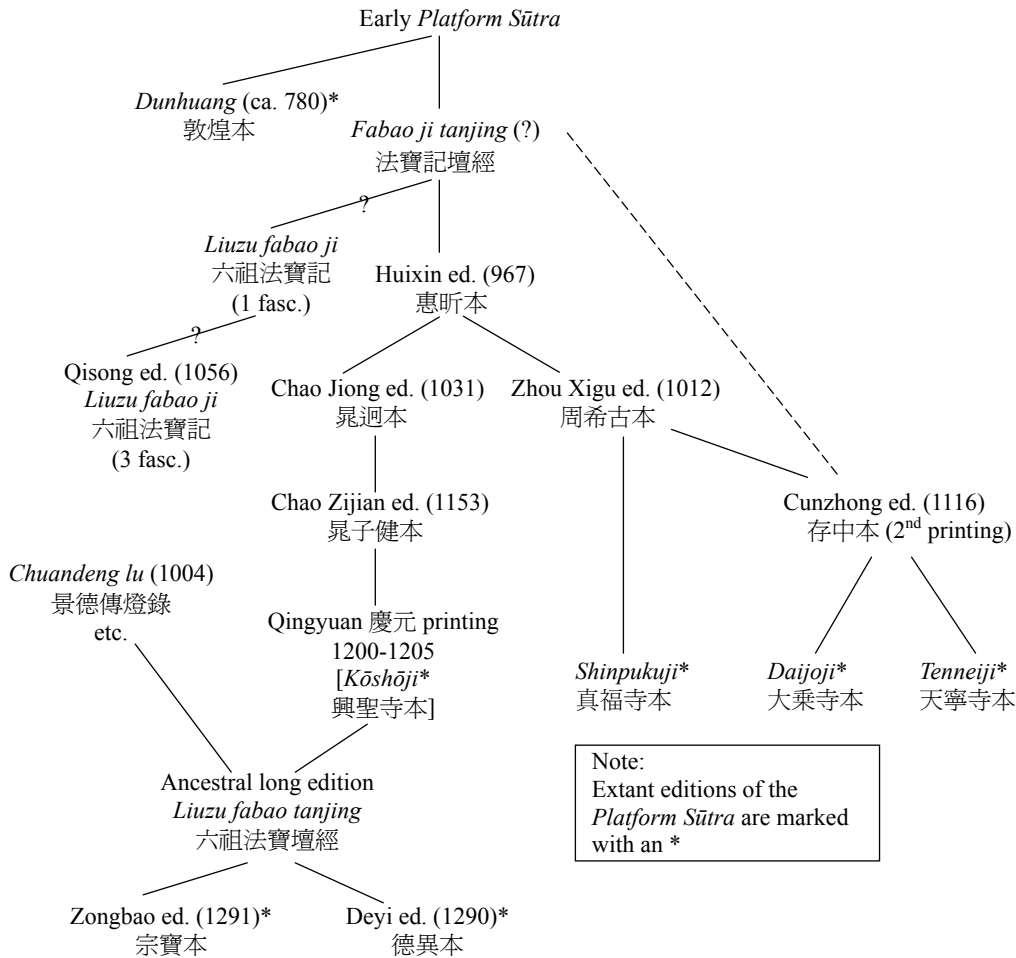 Early Platform Sūtra
Dunhuang (ca. 780)*
敦煌本
Fabao ji tanjing (?)
法寶記壇經
?
Liuzu fabao ji
六祖法寶記
(1 fasc.)
Huixin ed. (967)
惠昕本
?
Qisong ed. (1056)
Liuzu fabao ji
六祖法寶記
(3 fasc.)
Chao Jiong ed. (1031)
晁迥本
Zhou Xigu ed. (1012)
周希古本
Chao Zijian ed. (1153)
晁子健本
Cunzhong ed. (1116)
存中本 (2nd printing)
Chuandeng lu (1004)
景德傳燈錄
etc.
Qingyuan 慶元 printing
1200-1205
[Kōshōji*
興聖寺本]
Shinpukuji*
真福寺本
Daijoji*
大乘寺本
Tenneiji*
天寧寺本
Ancestral long edition
Liuzu fabao tanjing
六祖法寶壇經
Note:
Extant editions of the
Platform Sūtra are marked
with an *
Zongbao ed. (1291)*
宗寶本
Deyi ed. (1290)*
德異本